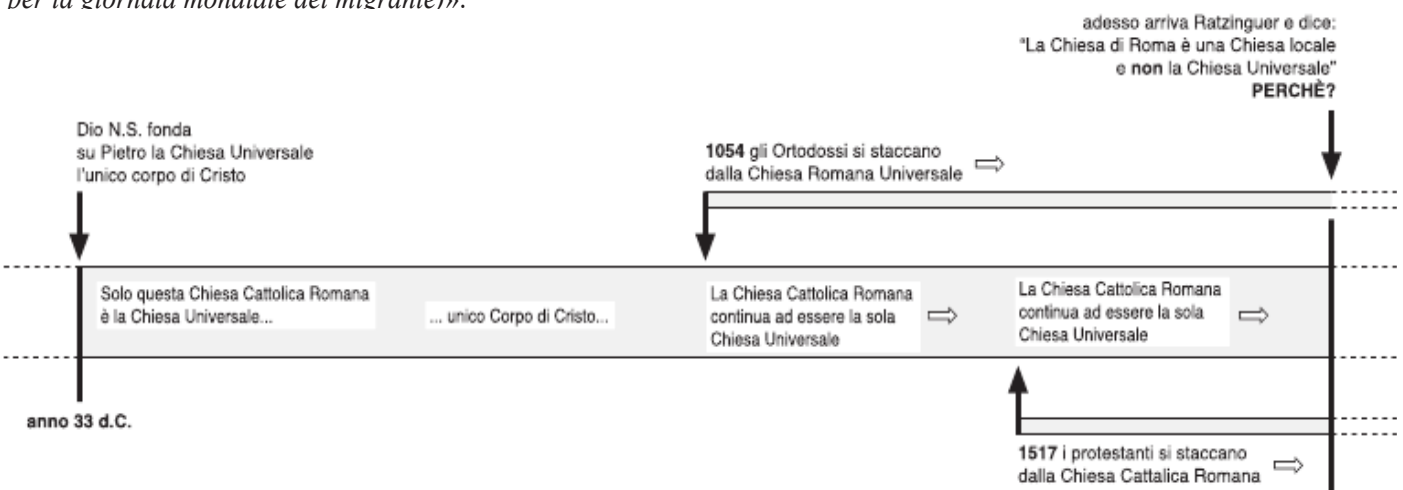 per la giornata mondiale del migrante)».
adesso arriva Ratzinguer e dice:
"La Chiesa di Roma è una Chiesa locale
e non la Chiesa Universale"
PERCHÈ?
Dio N.S. fonda
su Pietro la Chiesa Universale
l'unico corpo di Cristo
1054 gli Ortodossi si staccano
dalla Chiesa Romana Universale
Solo questa Chiesa Cattolica Romana
è la Chiesa Universale...
... unico Corpo di Cristo...
La Chiesa Cattolica Romana
continua ad essere la sola
Chiesa Universale
La Chiesa Cattolica Romana
continua ad essere la sola
Chiesa Universale
anno 33 d.C.
1517 i protestanti si staccano
dalla Chiesa Cattalica Romana